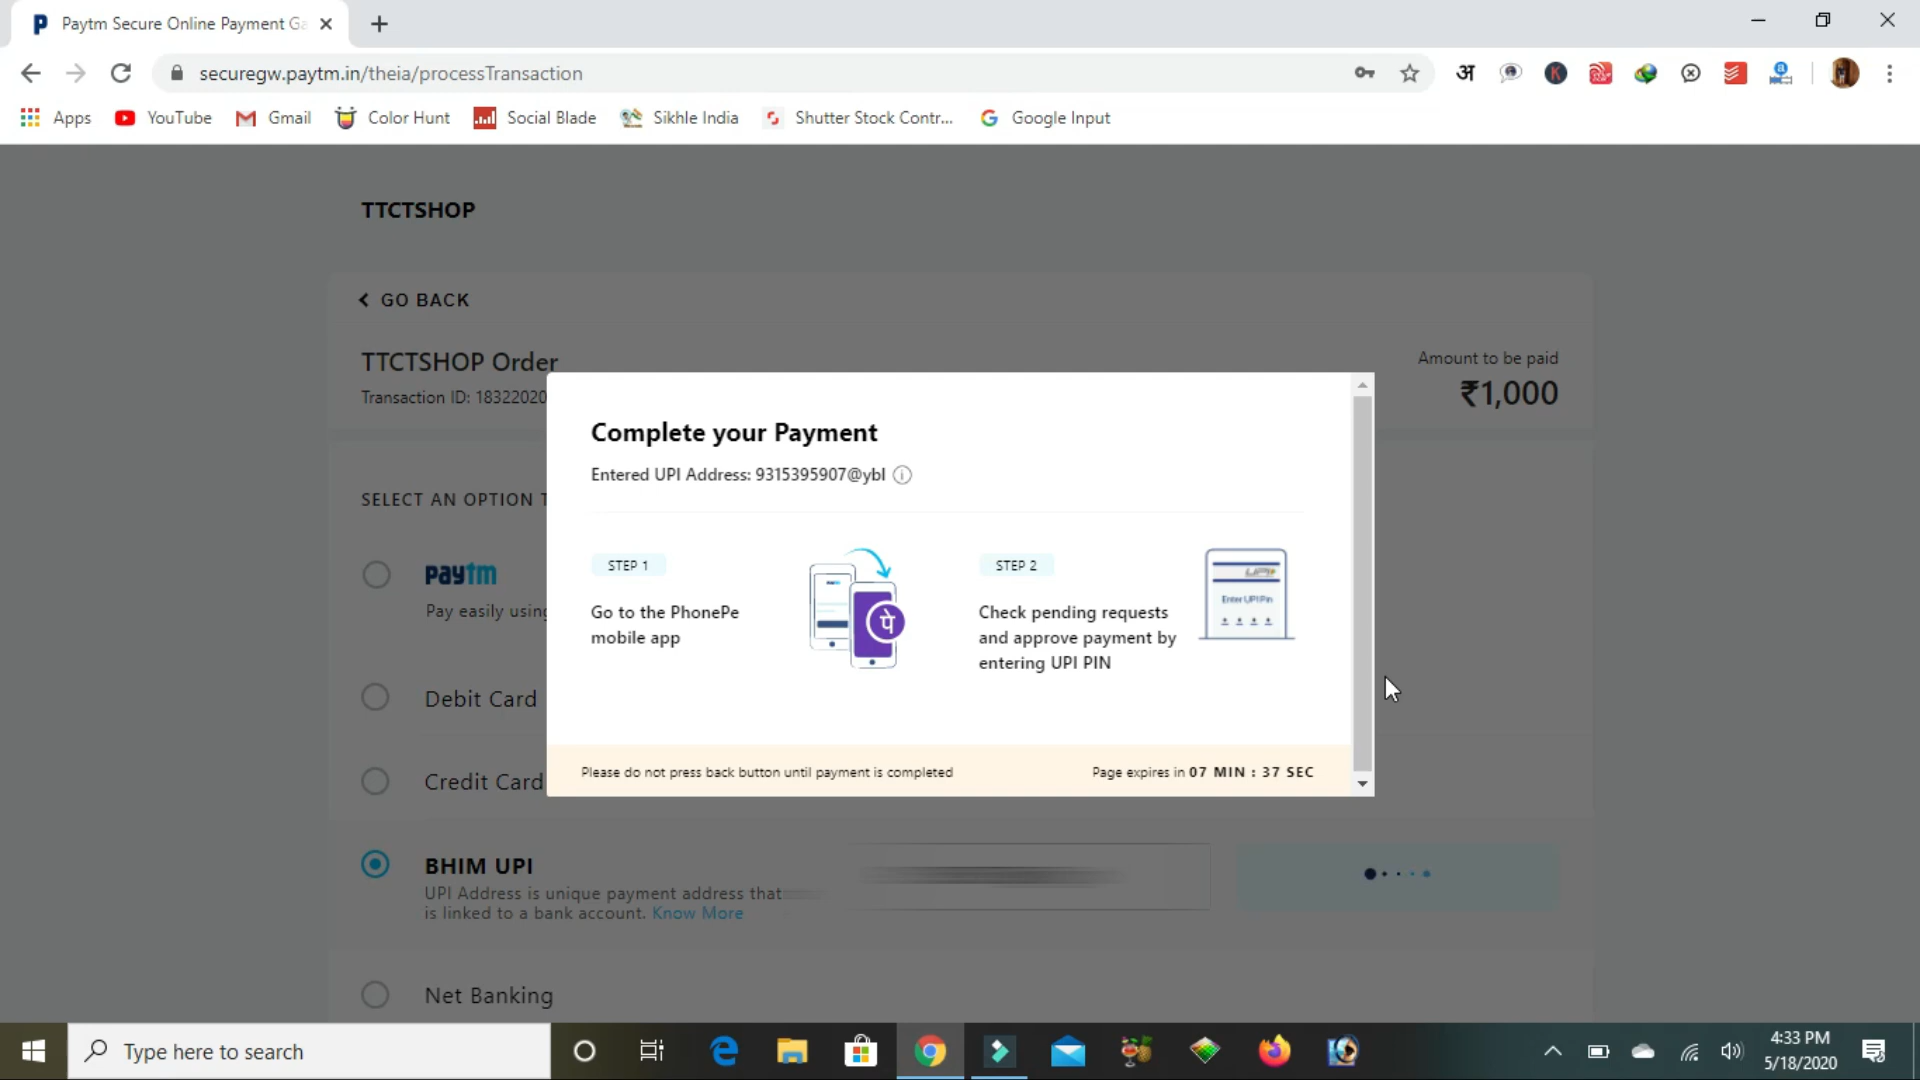 Paytm Secure Online Payment Ga
securegw.paytm.in/theia/processTransaction
अ
K
Apps
YouTube
Gmail
Color Hunt
Social Blade
Sikhle India
Shutter Stock Contr...
Google Input
TTCTSHOP
GO BACK
TTCTSHOP Order
Transaction ID: 18322020
Amount to be paid
₹1,000
Complete your Payment
Entered UPI Address: 9315395907@ybl
SELECT AN OPTION T
STEP 1
Go to the PhonePe
mobile app
पे
STEP 2
Check pending requests
and approve payment by
entering UPI PIN
UPI
Enter UPI Pin
paytm
Pay easily using
Debit Card
Please do not press back button until payment is completed
Page expires in 07 MIN : 37 SEC
Credit Card
BHIM UPI
UPI Address is unique payment address that
is linked to a bank account. Know More
Net Banking
Type here to search
4:33 PM
5/18/2020